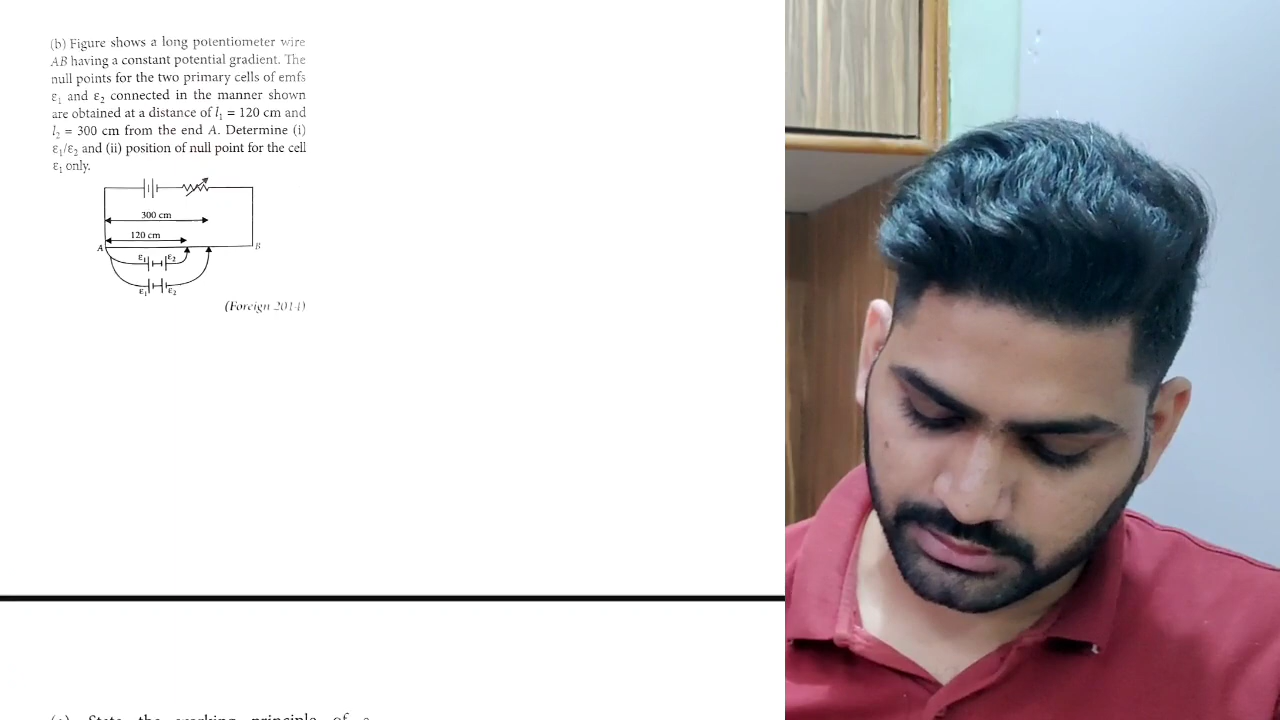 (b) Figure shows a long potentiometer wire
AB having a constant potential gradient. The
null points for the two primary cells of emfs
ε₁ and ε₂ connected in the manner shown
are obtained at a distance of l₁ = 120 cm and
l₂ = 300 cm from the end A. Determine (i)
ε₁/ε₂ and (ii) position of null point for the cell
ε₁ only.
300 cm
120 cm
A
B
ε₁ ε₂
ε₁ ε₂
(Foreign 2014)
(a) State the working principle of a